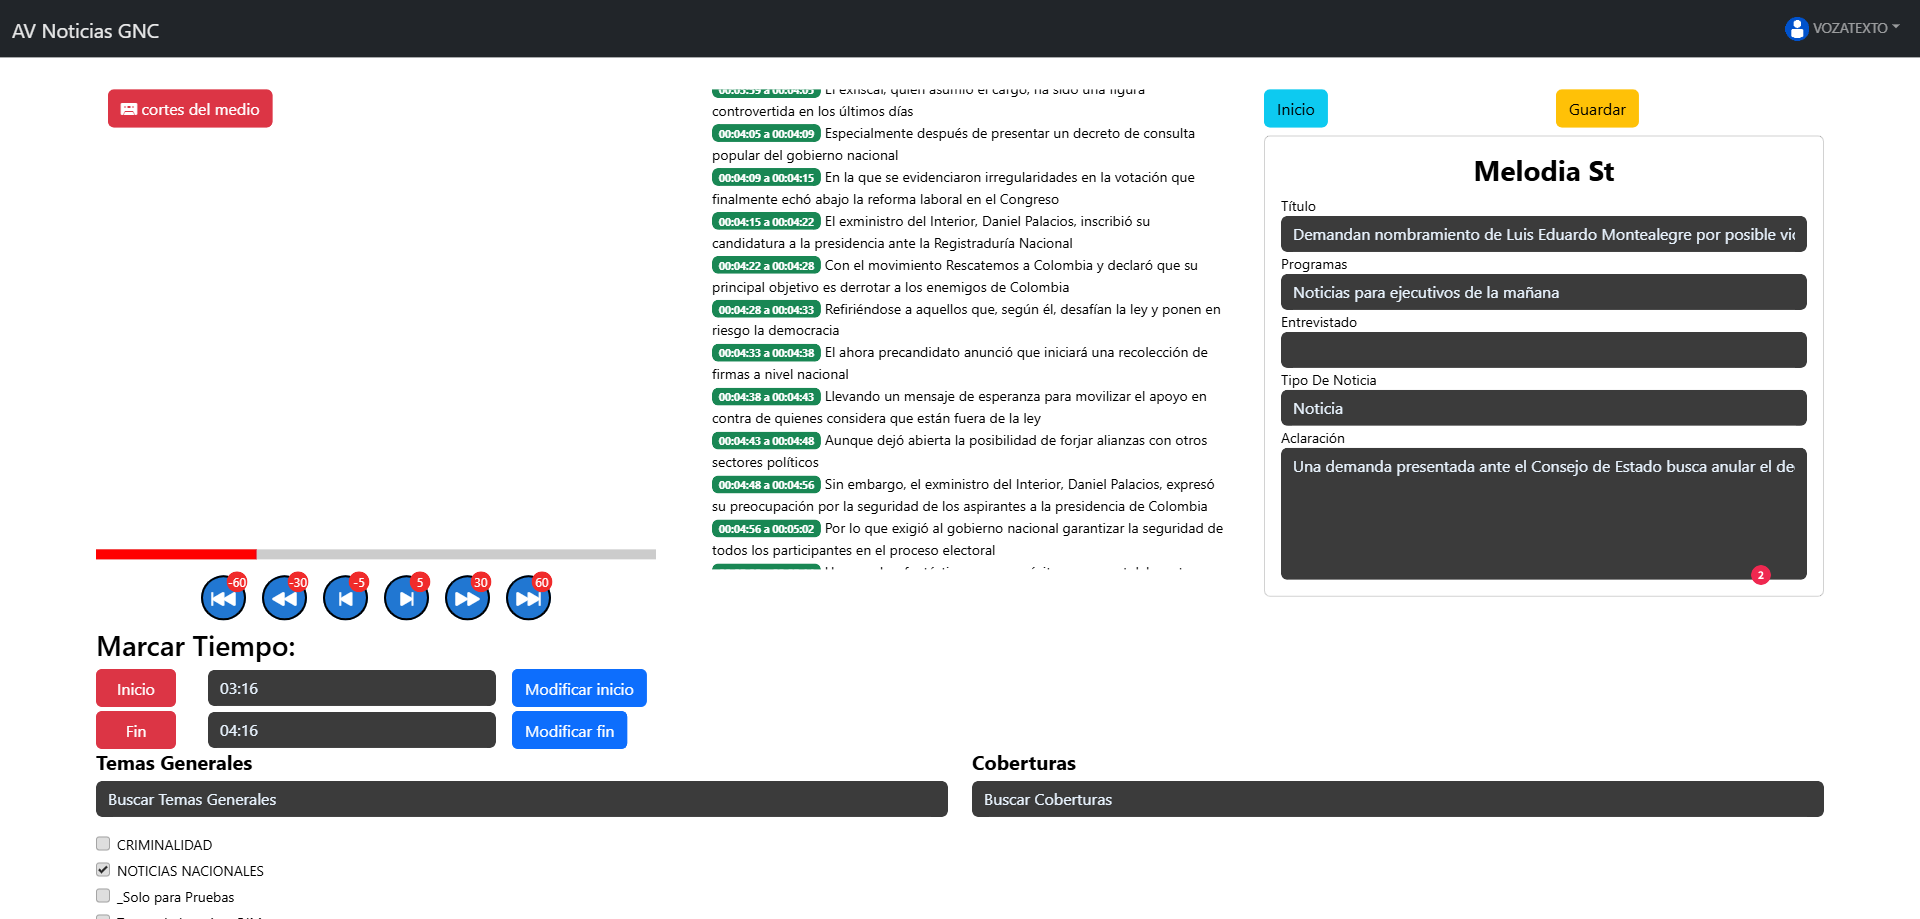 AV Noticias GNC
VOZATEXTO
cortes del medio
00:03:59 a 00:04:05 El exfiscal, quien asumió el cargo, ha sido una figura
controvertida en los últimos días
00:04:05 a 00:04:09 Especialmente después de presentar un decreto de consulta
popular del gobierno nacional
00:04:09 a 00:04:15 En la que se evidenciaron irregularidades en la votación que
finalmente echó abajo la reforma laboral en el Congreso
00:04:15 a 00:04:22 El exministro del Interior, Daniel Palacios, inscribió su
candidatura a la presidencia ante la Registraduría Nacional
00:04:22 a 00:04:28 Con el movimiento Rescatemos a Colombia y declaró que su
principal objetivo es derrotar a los enemigos de Colombia
00:04:28 a 00:04:33 Refiriéndose a aquellos que, según él, desafían la ley y ponen en
riesgo la democracia
00:04:33 a 00:04:38 El ahora precandidato anunció que iniciará una recolección de
firmas a nivel nacional
00:04:38 a 00:04:43 Llevando un mensaje de esperanza para movilizar el apoyo en
contra de quienes considera que están fuera de la ley
00:04:43 a 00:04:48 Aunque dejó abierta la posibilidad de forjar alianzas con otros
sectores políticos
00:04:48 a 00:04:56 Sin embargo, el exministro del Interior, Daniel Palacios, expresó
su preocupación por la seguridad de los aspirantes a la presidencia de Colombia
00:04:56 a 00:05:02 Por lo que exigió al gobierno nacional garantizar la seguridad de
todos los participantes en el proceso electoral
Inicio
Guardar
Melodia St
Título
Demandan nombramiento de Luis Eduardo Montealegre por posible
Programas
Noticias para ejecutivos de la mañana
Entrevistado
Tipo De Noticia
Noticia
Aclaración
Una demanda presentada ante el Consejo de Estado busca anular el
2
-60
-30
-5
5
30
60
Marcar Tiempo:
Inicio
03:16
Modificar inicio
Fin
04:16
Modificar fin
Temas Generales
Buscar Temas Generales
CRIMINALIDAD
NOTICIAS NACIONALES
_Solo para Pruebas
Coberturas
Buscar Coberturas